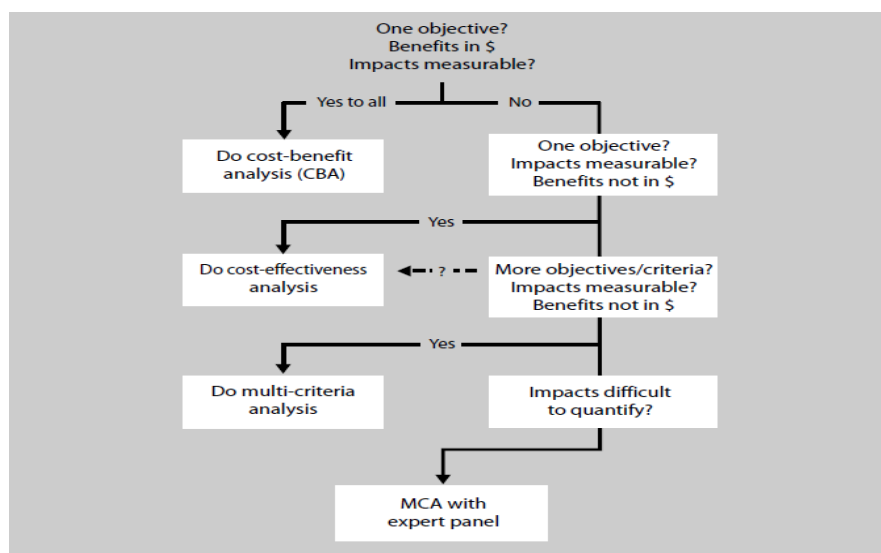 One objective?
Benefits in $
Impacts measurable?
Yes to all
No
Do cost-benefit
analysis (CBA)
One objective?
Impacts measurable?
Benefits not in $
Yes
Do cost-effectiveness
analysis
?
More objectives/criteria?
Impacts measurable?
Benefits not in $
Yes
Do multi-criteria
analysis
Impacts difficult
to quantify?
MCA with
expert panel